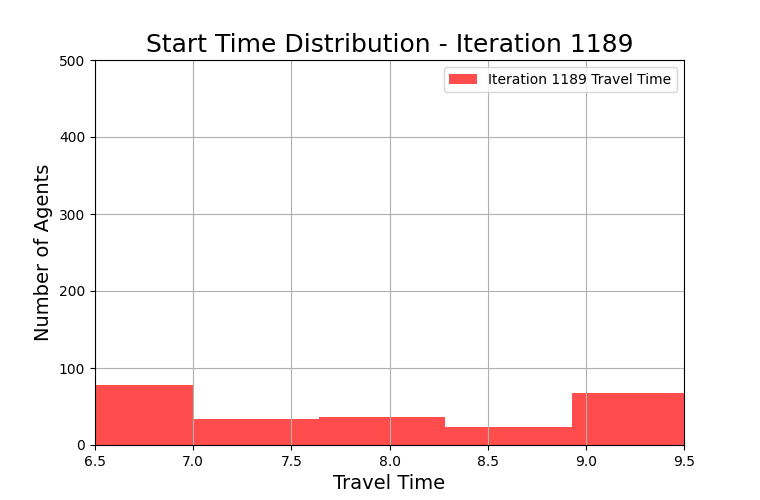 Start Time Distribution - Iteration 1189
500
Iteration 1189 Travel Time
400
300
200
100
0
Number of Agents
6.5 7.0 7.5 8.0 8.5 9.0 9.5
Travel Time